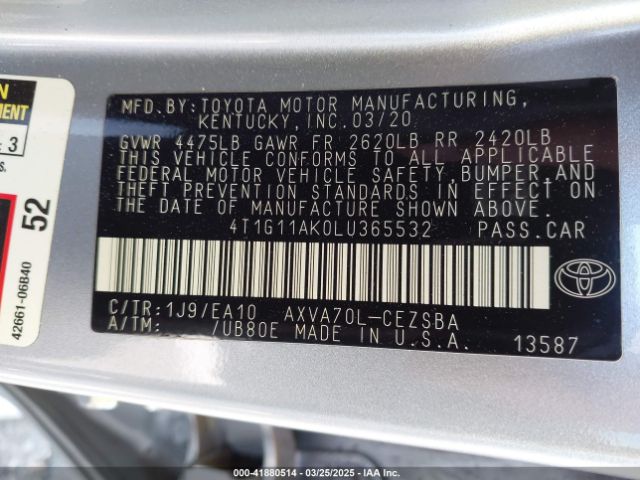 MFD.BY:TOYOTA MOTOR MANUFACTURING,
KENTUCKY,INC.03/20
GVWR 4475LB GAWR FR 2620LB RR 2420LB
THIS VEHICLE CONFORMS TO ALL APPLICABLE
FEDERAL MOTOR VEHICLE SAFETY,BUMPER,AND
THEFT PREVENTION STANDARDS IN EFFECT ON
THE DATE OF MANUFACTURE SHOWN ABOVE.
4T1G11AK0LU365532 PASS.CAR
C/TR:1J9/EA10 AXVA70L-CEZSBA
A/TM: /UB80E MADE IN U.S.A. 13587
3
52
42661-06B40
000-41880514 - 03/25/2025 - IAA Inc.